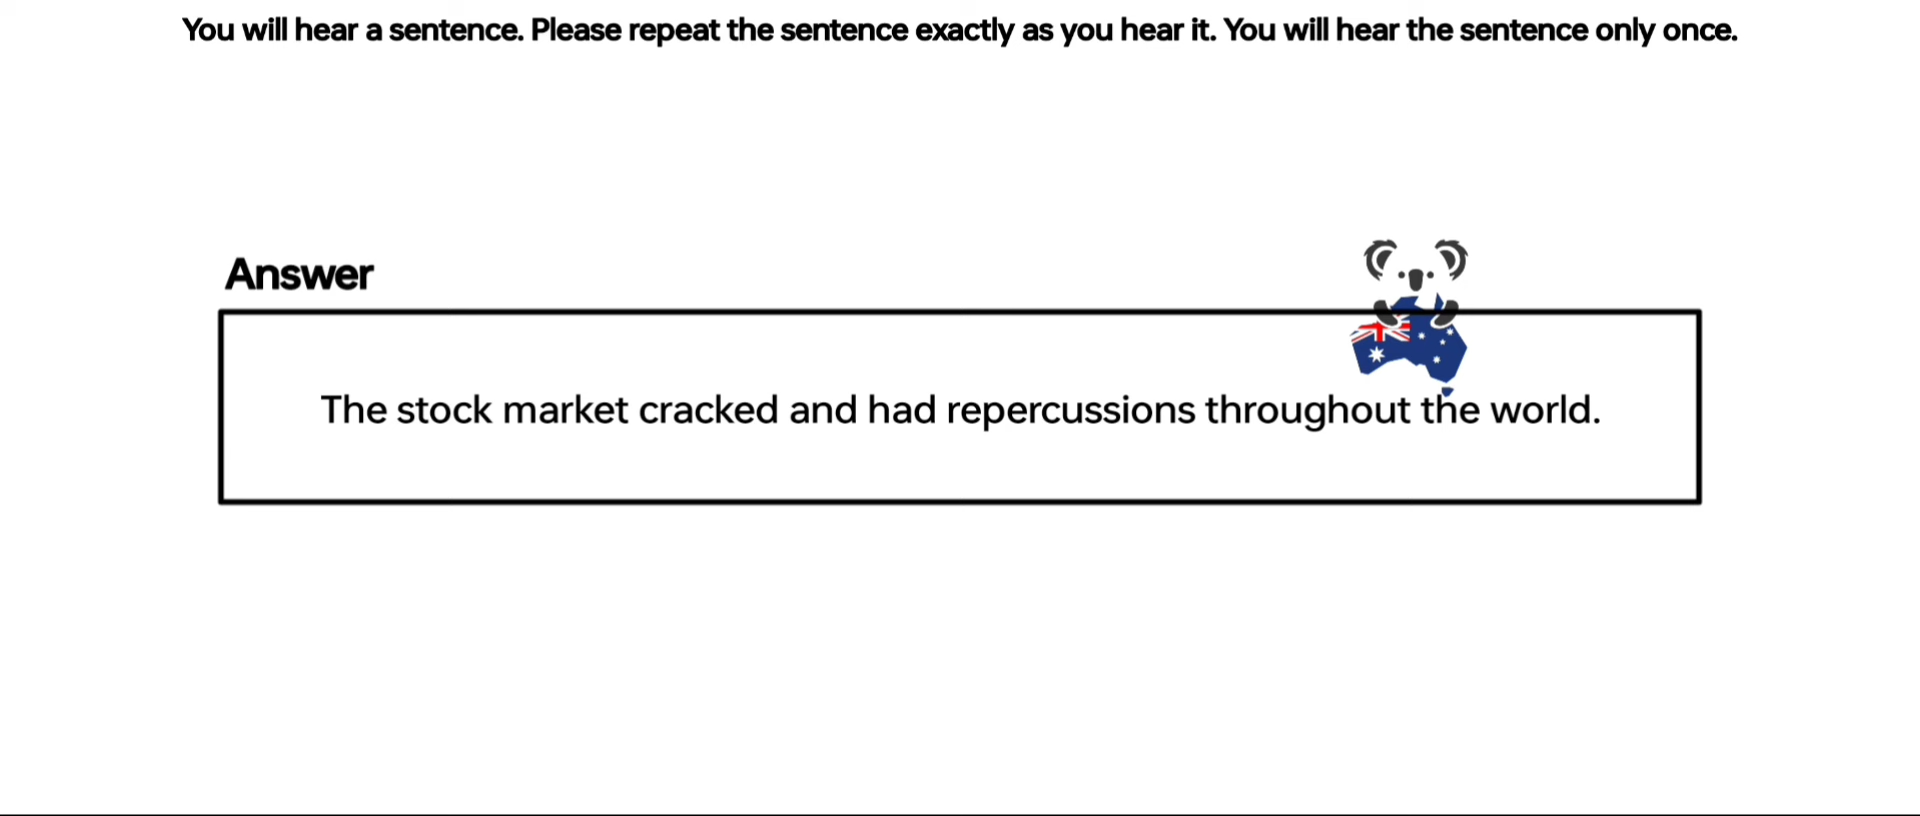 You will hear a sentence. Please repeat the sentence exactly as you hear it. You will hear the sentence only once.
Answer
The stock market cracked and had repercussions throughout the world.